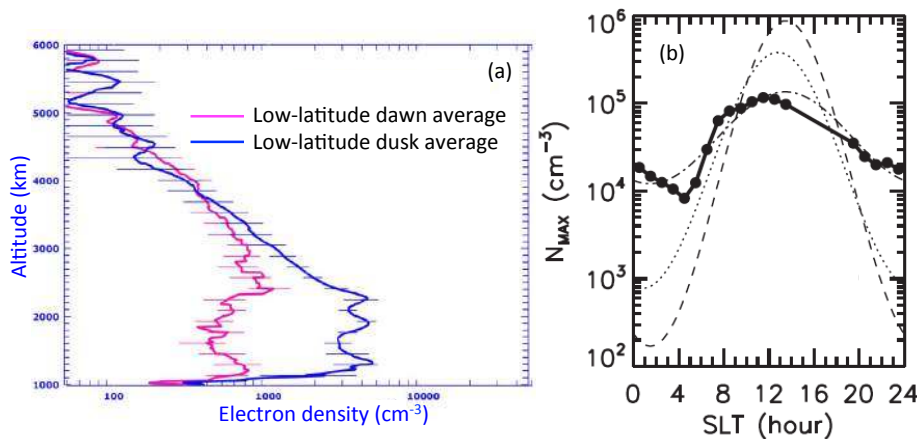 (a)
Low-latitude dawn average
Low-latitude dusk average
Altitude (km)
6000
5000
4000
3000
2000
1000
100
1000
10000
Electron density (cm-3)
(b)
NMAX (cm−3)
10⁶
10⁵
10⁴
10³
10²
0 4 8 12 16 20 24
SLT (hour)